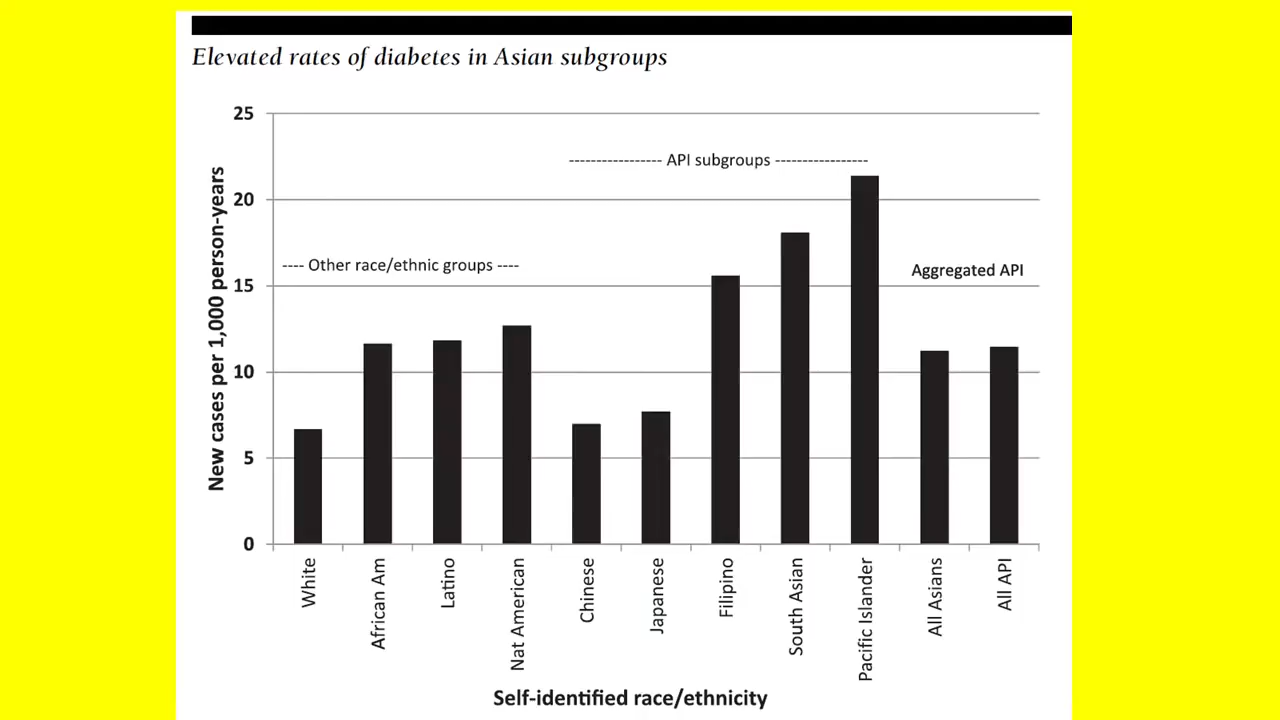 Elevated rates of diabetes in Asian subgroups
25
20
15
10
5
0
New cases per 1,000 person-years
---- Other race/ethnic groups ----
----------------- API subgroups -----------------
Aggregated API
White
African Am
Latino
Nat American
Chinese
Japanese
Filipino
South Asian
Pacific Islander
All Asians
All API
Self-identified race/ethnicity